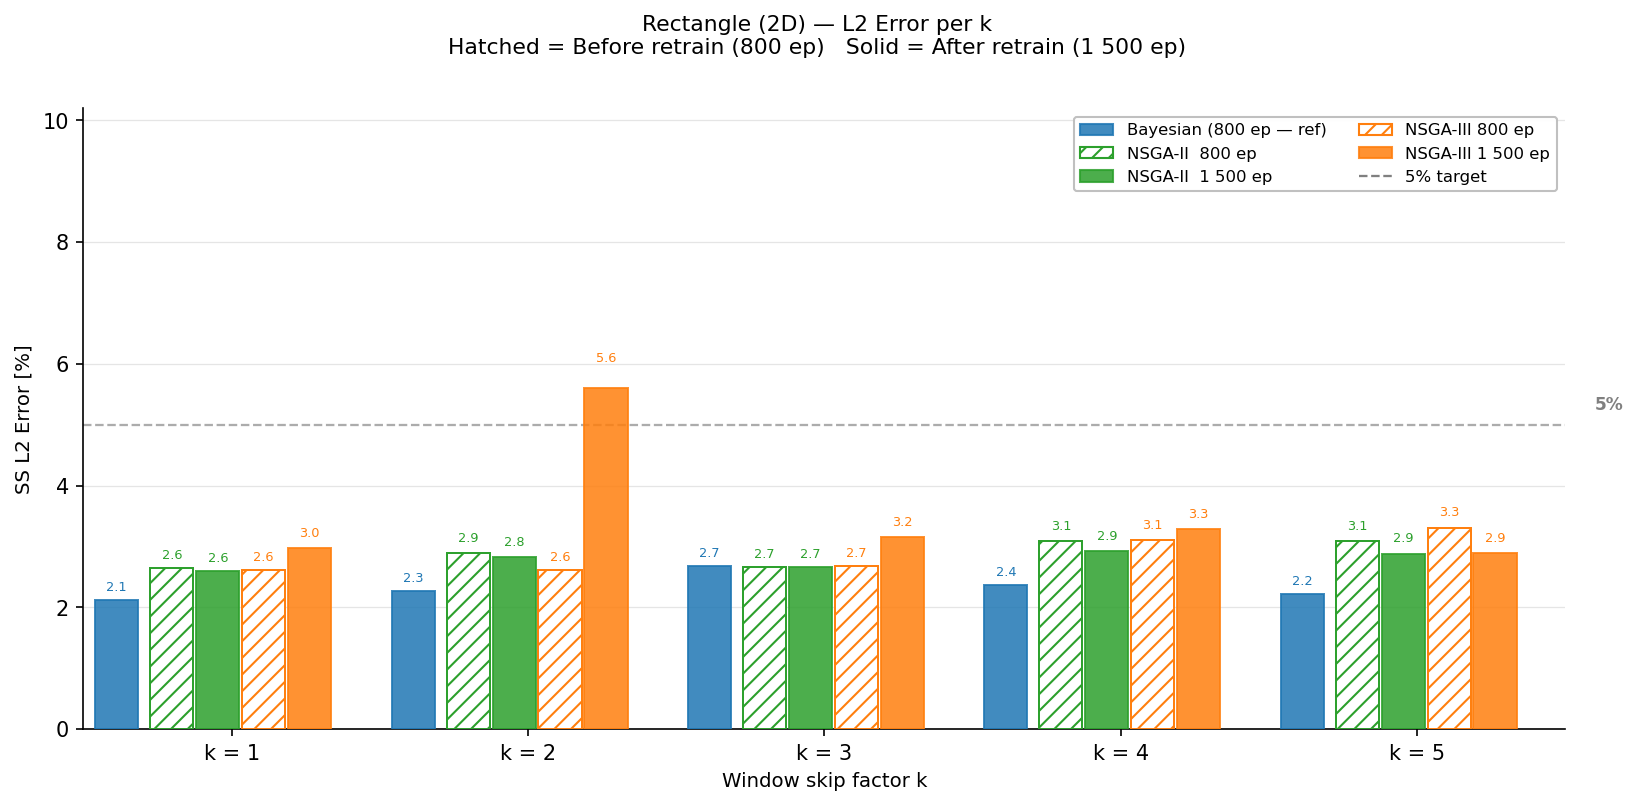 Rectangle (2D) — L2 Error per k
Hatched = Before retrain (800 ep)   Solid = After retrain (1 500 ep)
10
8
6
4
2
0
SS L2 Error [%]
Bayesian (800 ep — ref)
NSGA-II  800 ep
NSGA-II  1 500 ep
NSGA-III 800 ep
NSGA-III 1 500 ep
5% target
5%
2.1
2.6
2.6
2.6
3.0
2.3
2.9
2.8
2.6
5.6
2.7
2.7
2.7
2.7
3.2
2.4
3.1
2.9
3.1
3.3
2.2
3.1
2.9
3.3
2.9
k = 1
k = 2
k = 3
k = 4
k = 5
Window skip factor k